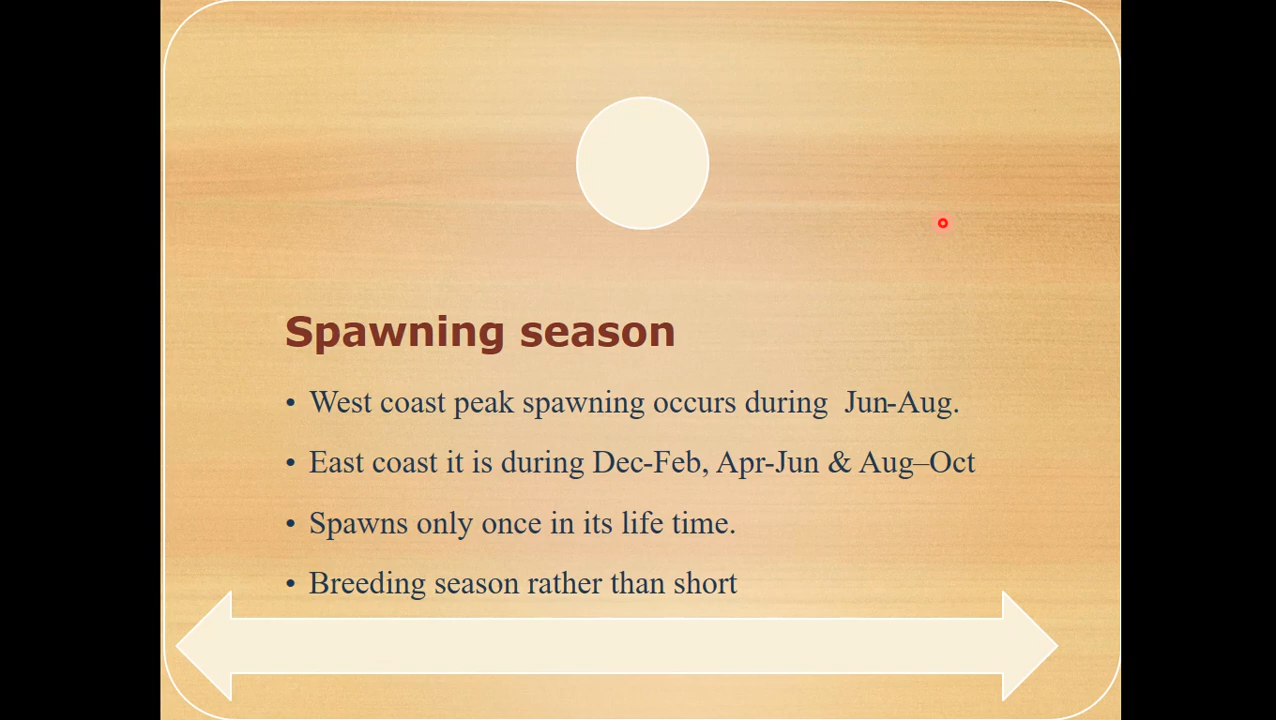 Spawning season
• West coast peak spawning occurs during  Jun-Aug.
• East coast it is during Dec-Feb, Apr-Jun & Aug–Oct
• Spawns only once in its life time.
• Breeding season rather than short